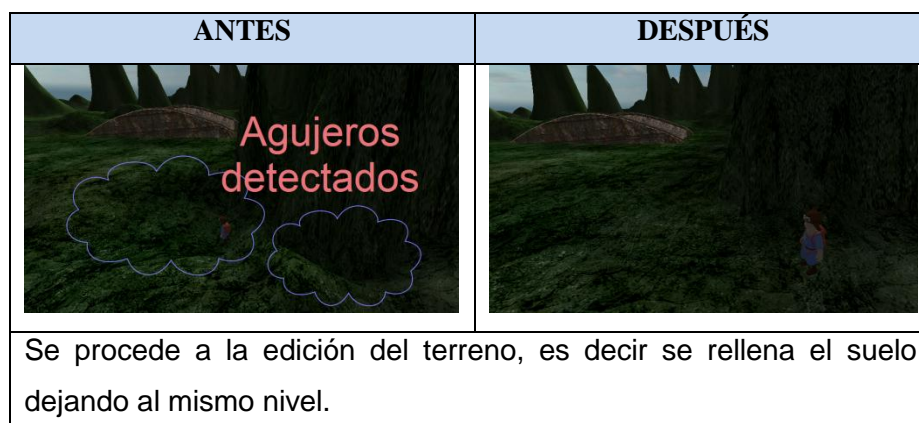 ANTES
DESPUÉS
Agujeros
detectados
Se procede a la edición del terreno, es decir se rellena el suelo
dejando al mismo nivel.